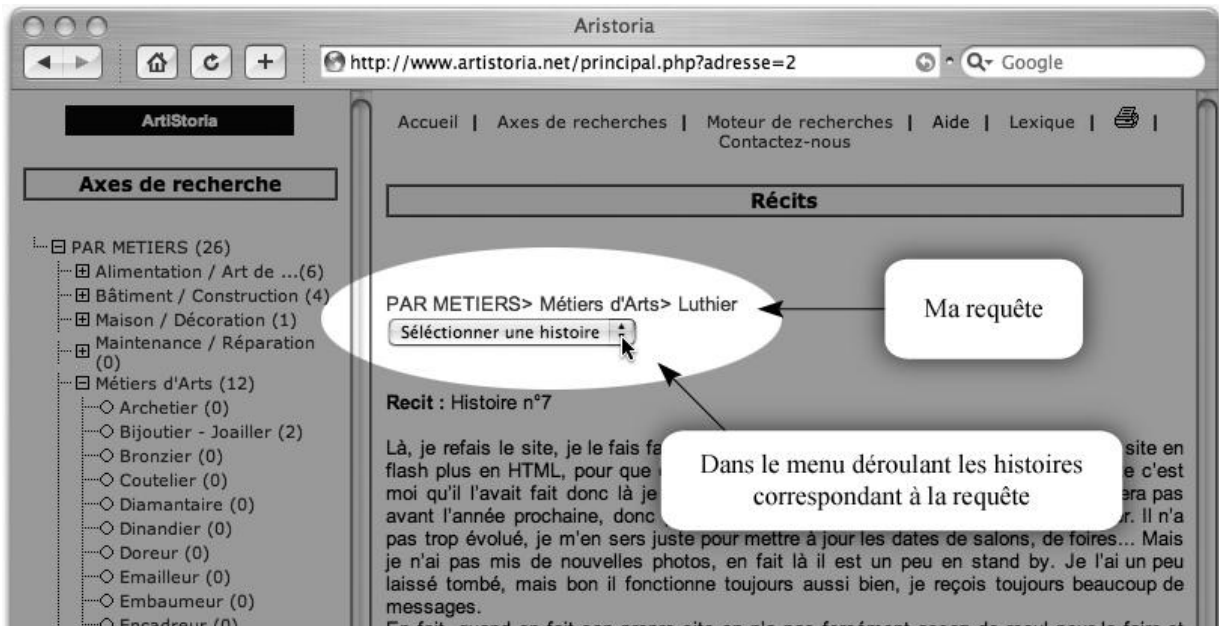 Aristoria
http://www.artistoria.net/principal.php?adresse=2
Google
ArtiStoria
Axes de recherche
PAR METIERS (26)
Alimentation / Art de ...(6)
Bâtiment / Construction (4)
Maison / Décoration (1)
Maintenance / Réparation
(0)
Métiers d'Arts (12)
Archetier (0)
Bijoutier - Joailler (2)
Bronzier (0)
Coutelier (0)
Diamantaire (0)
Dinandier (0)
Doreur (0)
Emailleur (0)
Embaumeur (0)
Encadreur (0)
Accueil | Axes de recherches | Moteur de recherches | Aide | Lexique | |
Contactez-nous
Récits
PAR METIERS> Métiers d'Arts> Luthier
Séléctionner une histoire
Ma requête
Dans le menu déroulant les histoires
correspondant à la requête
Recit : Histoire n°7
Là, je refais le site, je le fais site en
flash plus en HTML, pour que c'est
moi qu'il l'avait fait donc là je pas
avant l'année prochaine, donc Il n'a
pas trop évolué, je m'en sers juste pour mettre à jour les dates de salons, de foires... Mais
je n'ai pas mis de nouvelles photos, en fait là il est un peu en stand by. Je l'ai un peu
laissé tombé, mais bon il fonctionne toujours aussi bien, je reçois toujours beaucoup de
messages.